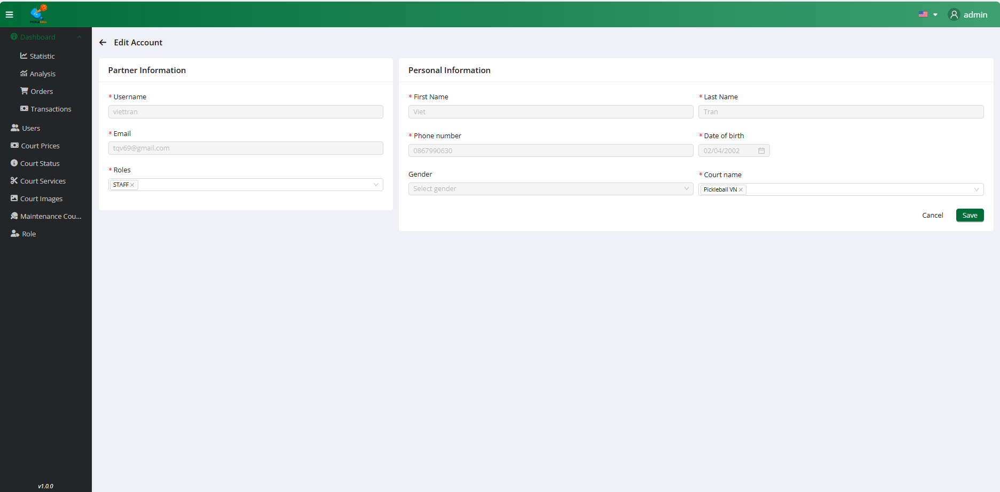 PICKLEBALL
admin
Dashboard
Statistic
Analysis
Orders
Transactions
Users
Court Prices
Court Status
Court Services
Court Images
Maintenance Cou...
Role
v1.0.0
Edit Account
Partner Information
* Username
viettran
* Email
tqv69@gmail.com
* Roles
STAFF
Personal Information
* First Name
Viet
* Last Name
Tran
* Phone number
0867990630
* Date of birth
02/04/2002
Gender
Select gender
* Court name
Pickleball VN
Cancel
Save